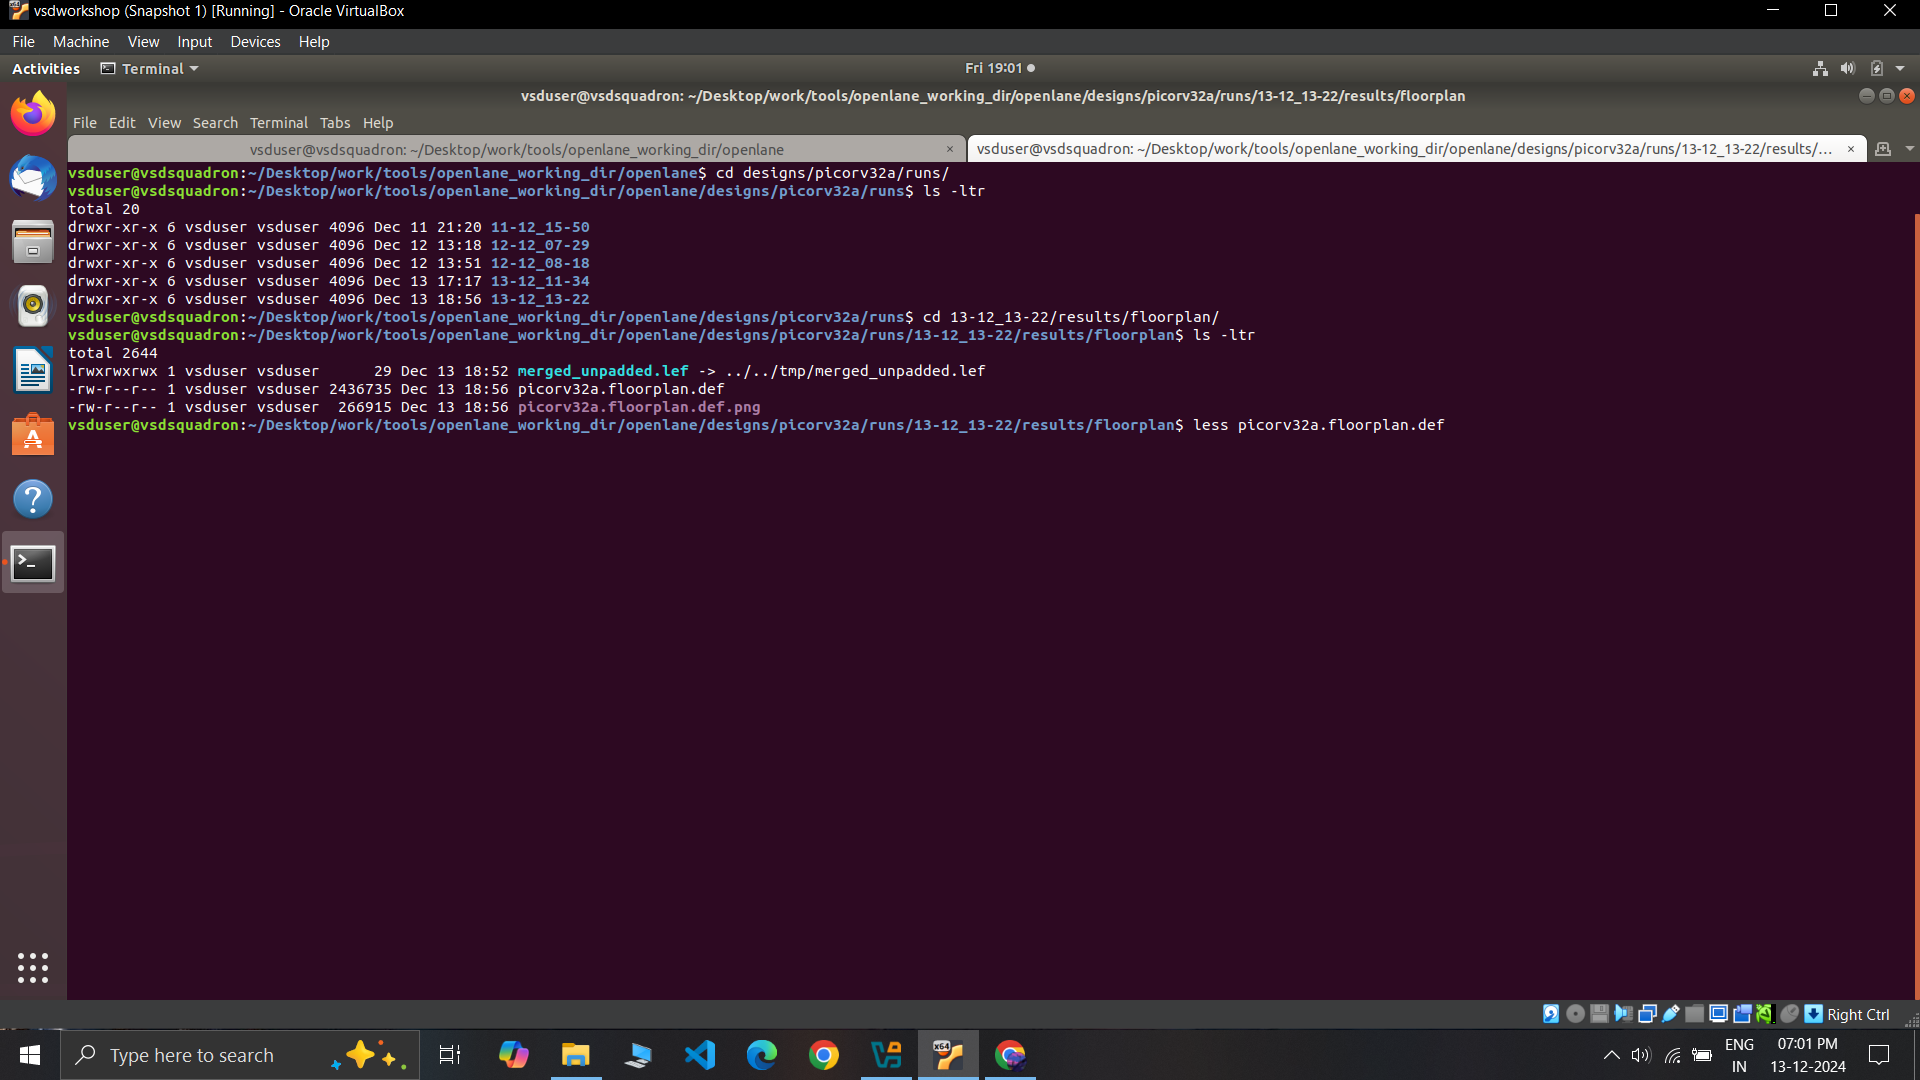 vsdworkshop (Snapshot 1) [Running] - Oracle VirtualBox
File Machine View Input Devices Help
Activities Terminal Fri 19:01
vsduser@vsdsquadron: ~/Desktop/work/tools/openlane_working_dir/openlane/designs/picorv32a/runs/13-12_13-22/results/floorplan
File Edit View Search Terminal Tabs Help
vsduser@vsdsquadron: ~/Desktop/work/tools/openlane_working_dir/openlane × vsduser@vsdsquadron: ~/Desktop/work/tools/openlane_working_dir/openlane/designs/picorv32a/runs/13-12_13-22/results/... ×
vsduser@vsdsquadron:~/Desktop/work/tools/openlane_working_dir/openlane$ cd designs/picorv32a/runs/
vsduser@vsdsquadron:~/Desktop/work/tools/openlane_working_dir/openlane/designs/picorv32a/runs$ ls -ltr
total 20
drwxr-xr-x 6 vsduser vsduser 4096 Dec 11 21:20 11-12_15-50
drwxr-xr-x 6 vsduser vsduser 4096 Dec 12 13:18 12-12_07-29
drwxr-xr-x 6 vsduser vsduser 4096 Dec 12 13:51 12-12_08-18
drwxr-xr-x 6 vsduser vsduser 4096 Dec 13 17:17 13-12_11-34
drwxr-xr-x 6 vsduser vsduser 4096 Dec 13 18:56 13-12_13-22
vsduser@vsdsquadron:~/Desktop/work/tools/openlane_working_dir/openlane/designs/picorv32a/runs$ cd 13-12_13-22/results/floorplan/
vsduser@vsdsquadron:~/Desktop/work/tools/openlane_working_dir/openlane/designs/picorv32a/runs/13-12_13-22/results/floorplan$ ls -ltr
total 2644
lrwxrwxrwx 1 vsduser vsduser      29 Dec 13 18:52 merged_unpadded.lef -> ../../tmp/merged_unpadded.lef
-rw-r--r-- 1 vsduser vsduser 2436735 Dec 13 18:56 picorv32a.floorplan.def
-rw-r--r-- 1 vsduser vsduser  266915 Dec 13 18:56 picorv32a.floorplan.def.png
vsduser@vsdsquadron:~/Desktop/work/tools/openlane_working_dir/openlane/designs/picorv32a/runs/13-12_13-22/results/floorplan$ less picorv32a.floorplan.def
Right Ctrl
Type here to search
ENG
IN
07:01 PM
13-12-2024